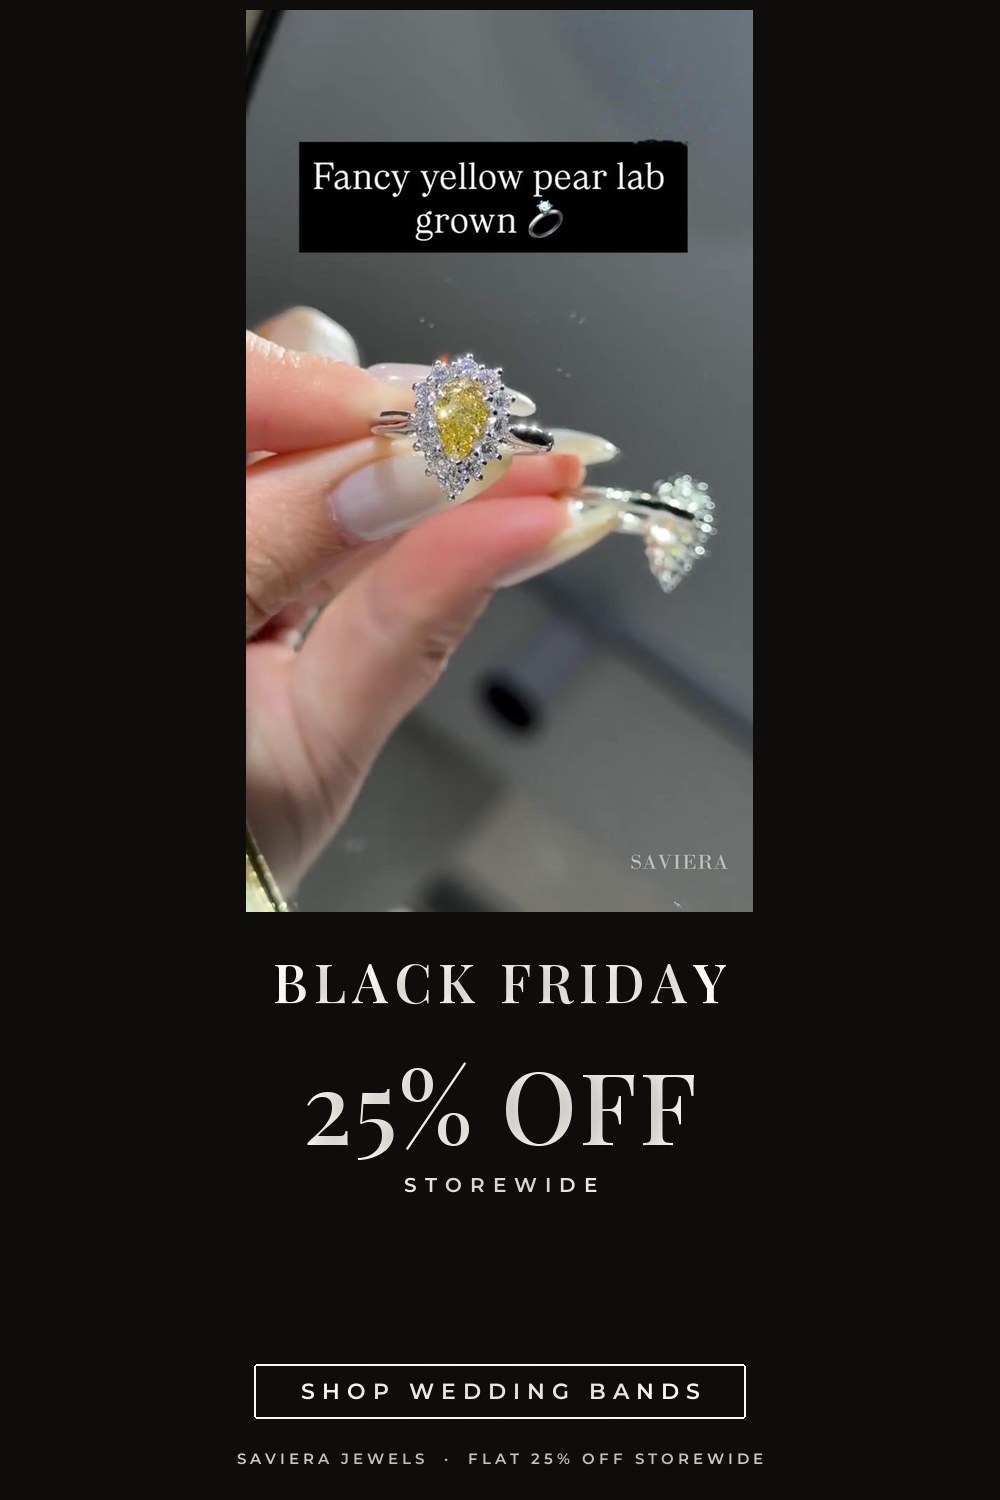 Fancy yellow pear lab
grown 💍
SAVIERA
BLACK FRIDAY
25% OFF
STOREWIDE
SHOP WEDDING BANDS
SAVIERA JEWELS · FLAT 25% OFF STOREWIDE